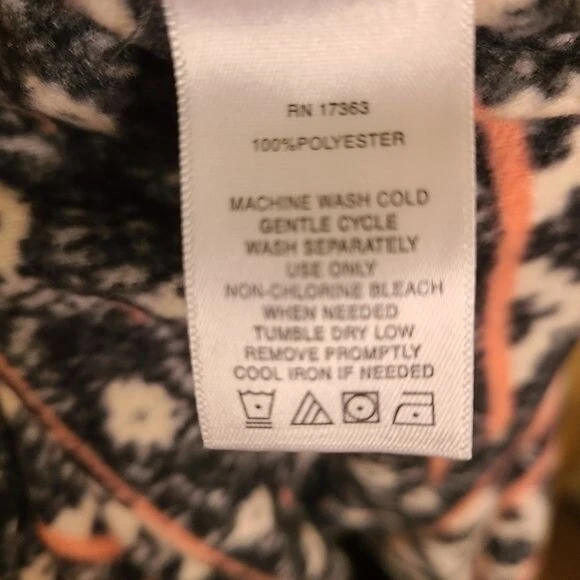 RN 17363
100%POLYESTER
MACHINE WASH COLD
GENTLE CYCLE
WASH SEPARATELY
USE ONLY
NON-CHLORINE BLEACH
WHEN NEEDED
TUMBLE DRY LOW
REMOVE PROMPTLY
COOL IRON IF NEEDED